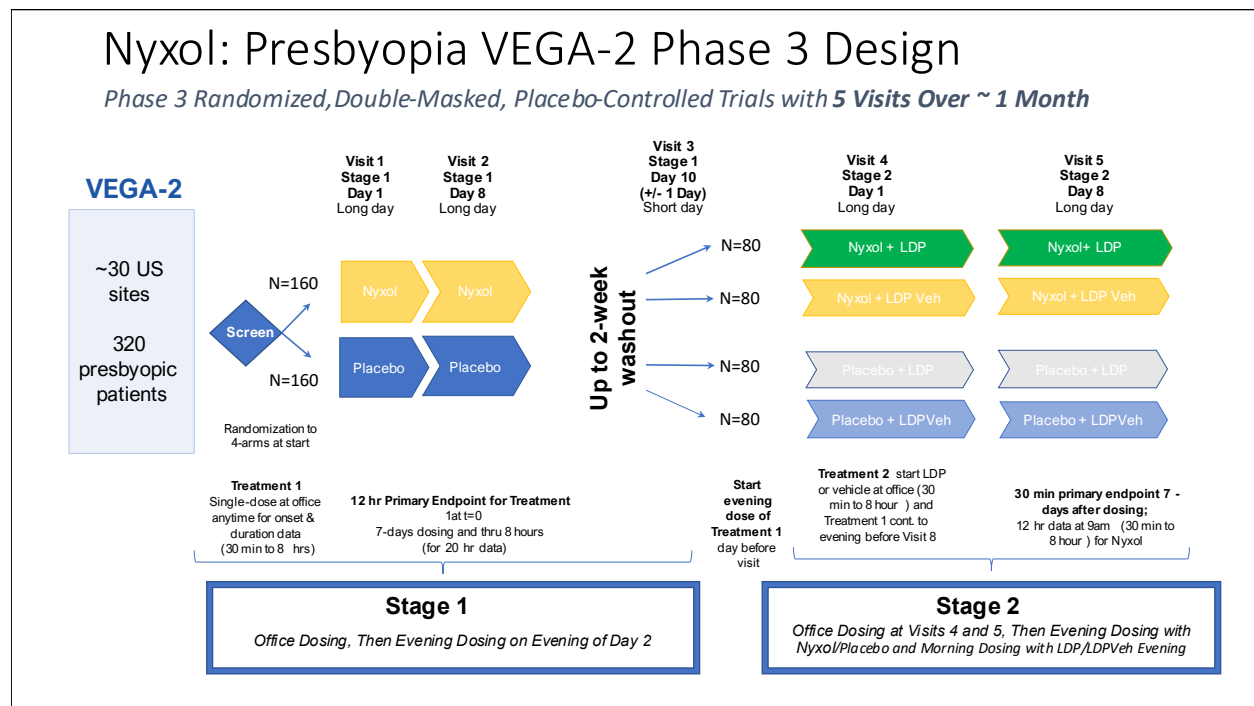 Nyxol: Presbyopia VEGA-2 Phase 3 Design
Phase 3 Randomized, Double-Masked, Placebo-Controlled Trials with 5 Visits Over ~ 1 Month
VEGA-2
~30 US
sites
320
presbyopic
patients
Screen
N=160
N=160
Randomization to
4-arms at start
Visit 1
Stage 1
Day 1
Long day
Visit 2
Stage 1
Day 8
Long day
Nyxol
Nyxol
Placebo
Placebo
Up to 2-week
washout
Visit 3
Stage 1
Day 10
(+/- 1 Day)
Short day
N=80
N=80
N=80
N=80
Visit 4
Stage 2
Day 1
Long day
Visit 5
Stage 2
Day 8
Long day
Nyxol + LDP
Nyxol+ LDP
Nyxol + LDP Veh
Nyxol + LDP Veh
Placebo + LDP
Placebo + LDP
Placebo + LDPVeh
Placebo + LDPVeh
Treatment 1
Single-dose at office
anytime for onset &
duration data
(30 min to 8 hrs)
12 hr Primary Endpoint for Treatment
1at t=0
7-days dosing and thru 8 hours
(for 20 hr data)
Start
evening
dose of
Treatment 1
day before
visit
Treatment 2 start LDP
or vehicle at office (30
min to 8 hour ) and
Treatment 1 cont. to
evening before Visit 8
30 min primary endpoint 7 -
days after dosing;
12 hr data at 9am (30 min to
8 hour ) for Nyxol
Stage 1
Office Dosing, Then Evening Dosing on Evening of Day 2
Stage 2
Office Dosing at Visits 4 and 5, Then Evening Dosing with
Nyxol/Placebo and Morning Dosing with LDP/LDPVeh Evening